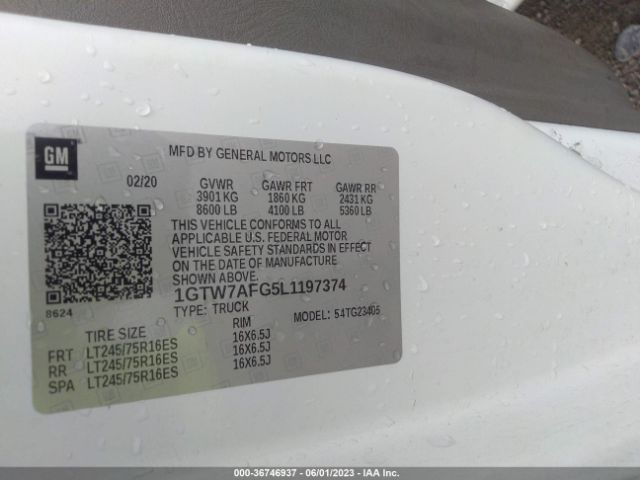 GM
MFD BY GENERAL MOTORS LLC
02/20 GVWR GAWR FRT GAWR RR
3901 KG 1860 KG 2431 KG
8600 LB 4100 LB 5360 LB
THIS VEHICLE CONFORMS TO ALL
APPLICABLE U.S. FEDERAL MOTOR
VEHICLE SAFETY STANDARDS IN EFFECT
ON THE DATE OF MANUFACTURE
SHOWN ABOVE.
8624
1GTW7AFG5L1197374
TYPE: TRUCK MODEL: 54TG23405
TIRE SIZE RIM
FRT LT245/75R16ES 16X6.5J
RR LT245/75R16ES 16X6.5J
SPA LT245/75R16ES 16X6.5J
000-36746937 - 06/01/2023 - IAA Inc.